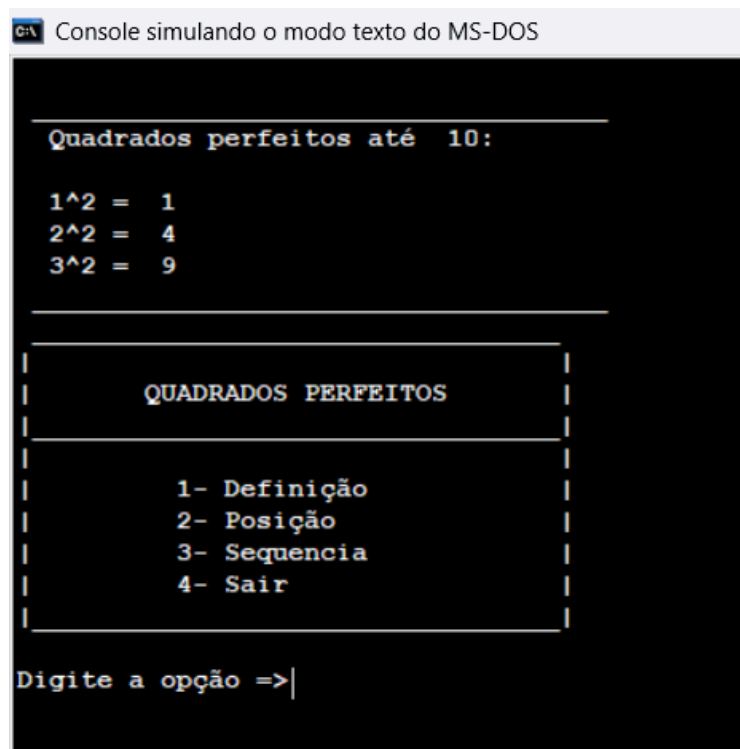 Console simulando o modo texto do MS-DOS
Quadrados perfeitos até 10:
1^2 = 1
2^2 = 4
3^2 = 9
QUADRADOS PERFEITOS
1- Definição
2- Posição
3- Sequencia
4- Sair
Digite a opção =>